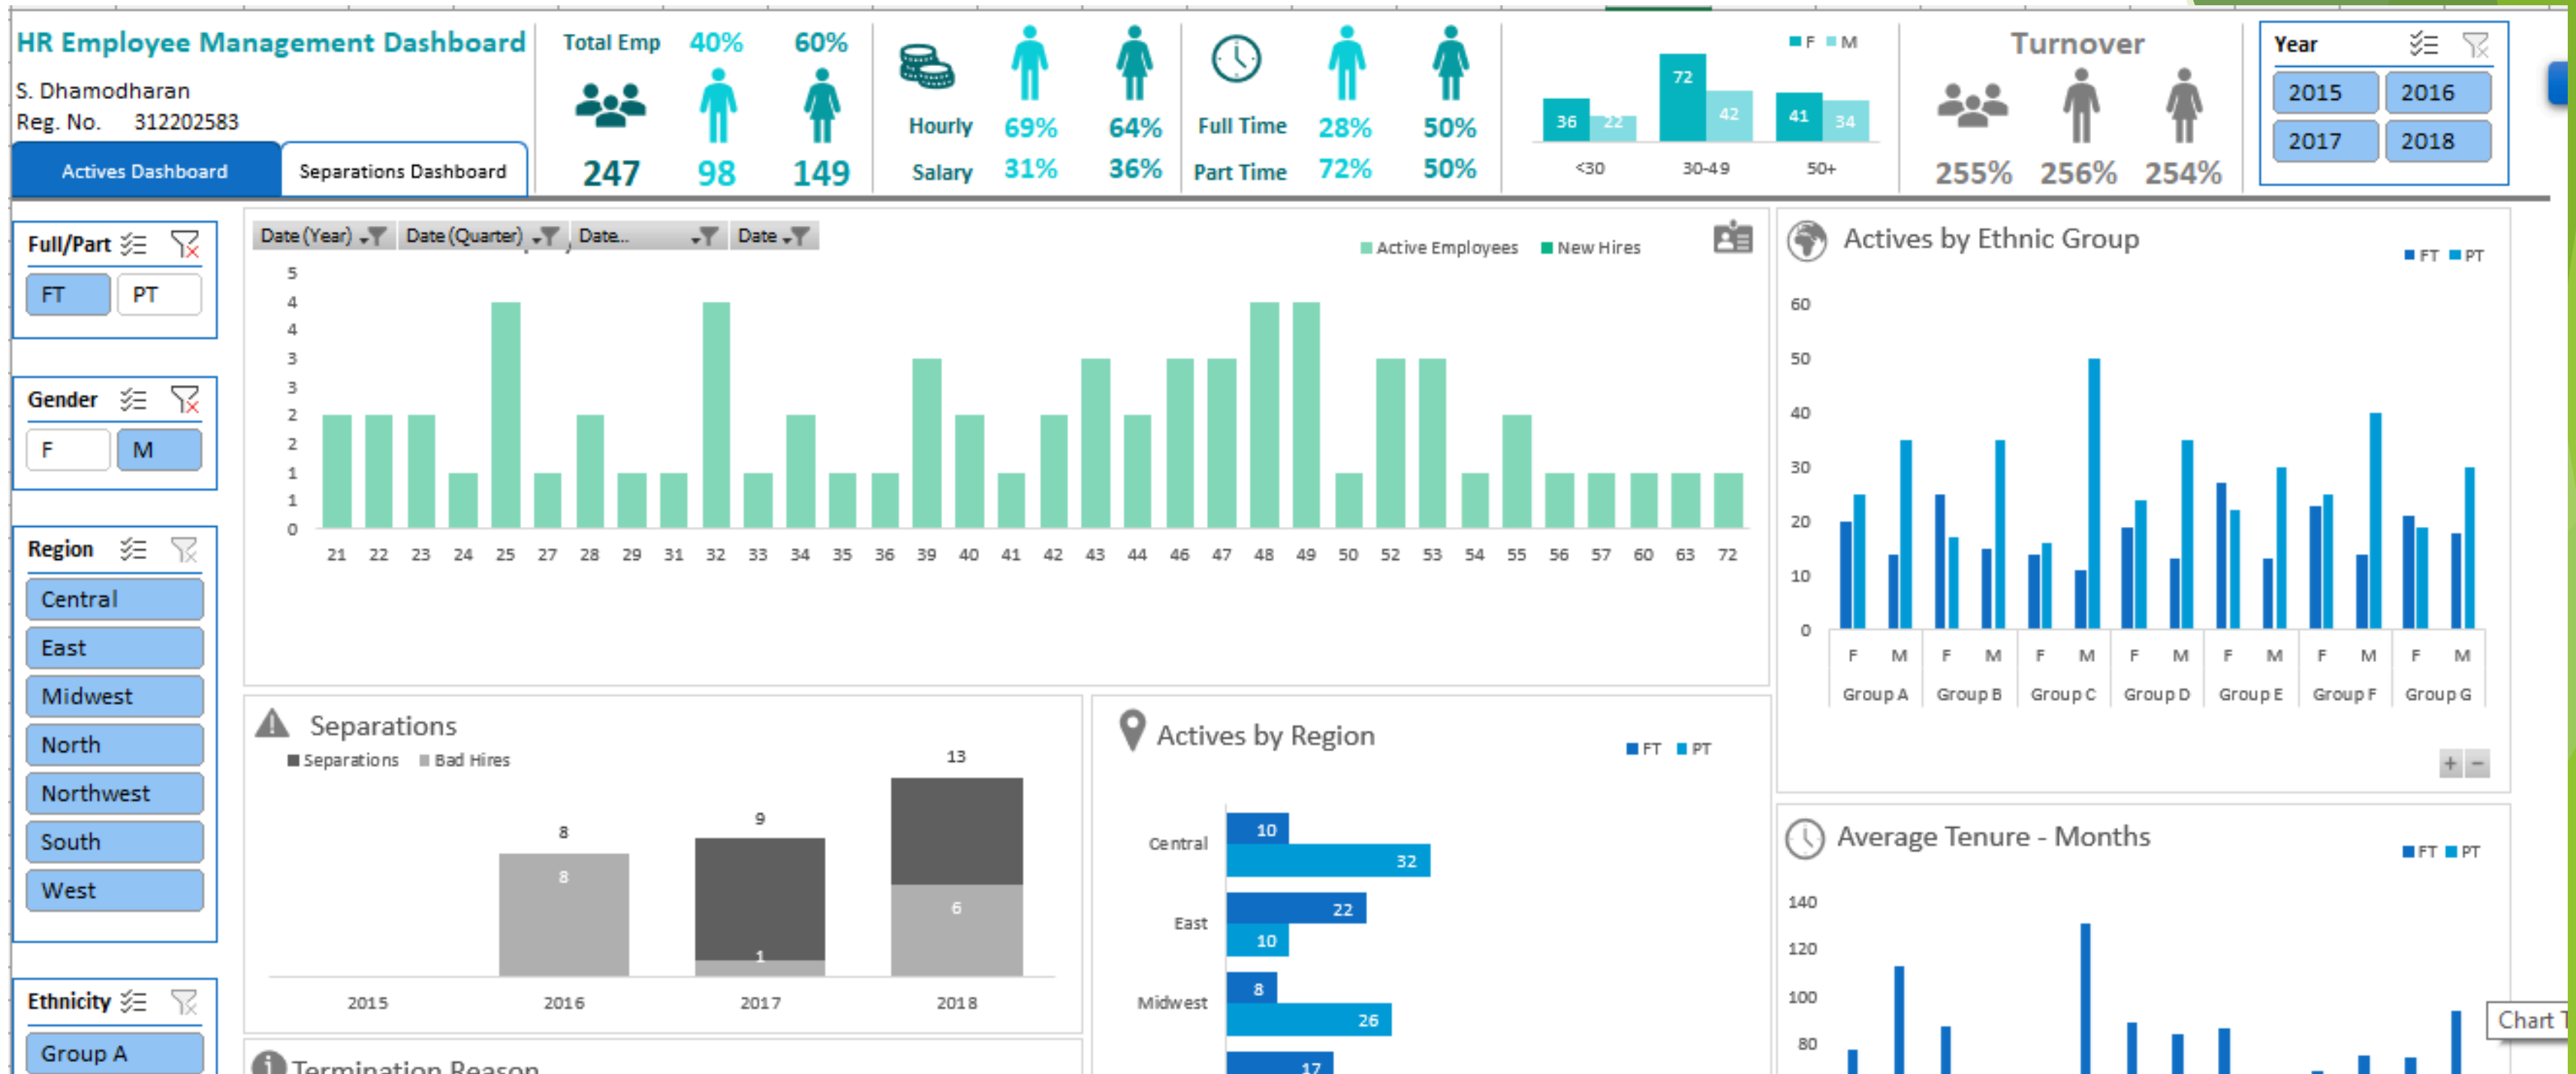 HR Employee Management Dashboard
S. Dhamodharan
Reg. No. 312202583
Actives Dashboard
Separations Dashboard
Total Emp 40% 60%
247 98 149
Hourly 69% 64%
Salary 31% 36%
Full Time 28% 50%
Part Time 72% 50%
F M
36 22 72 42 41 34
<30 30-49 50+
Turnover
255% 256% 254%
Year
2015 2016
2017 2018
Full/Part
FT PT
Gender
F M
Region
Central
East
Midwest
North
Northwest
South
West
Ethnicity
Group A
Date (Year) Date (Quarter) Date... Date
Active Employees New Hires
5
4
4
3
3
2
2
1
1
0
21 22 23 24 25 27 28 29 31 32 33 34 35 36 39 40 41 42 43 44 46 47 48 49 50 52 53 54 55 56 57 60 63 72
Actives by Ethnic Group
FT PT
60
50
40
30
20
10
0
F M F M F M F M F M F M F M
Group A Group B Group C Group D Group E Group F Group G
+ −
Separations
Separations Bad Hires
8 9 13
8 1 6
2015 2016 2017 2018
Termination Reason
Actives by Region
FT PT
Central 10
32
East 22
10
Midwest 8
26
17
Average Tenure - Months
FT PT
140
120
100
80
Chart